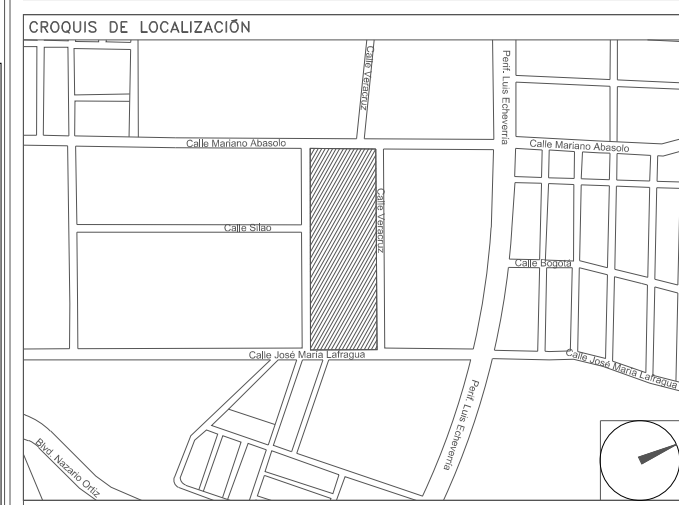 CROQUIS DE LOCALIZACIÓN
Calle Veracruz
Perif. Luis Echeverría
Calle Mariano Abasolo
Calle Mariano Abasolo
Calle Veracruz
Calle Silao
Calle Bogotá
Calle José María Lafragua
Calle José María Lafragua
Perif. Luis Echeverría
Blvd. Nazario Ortiz